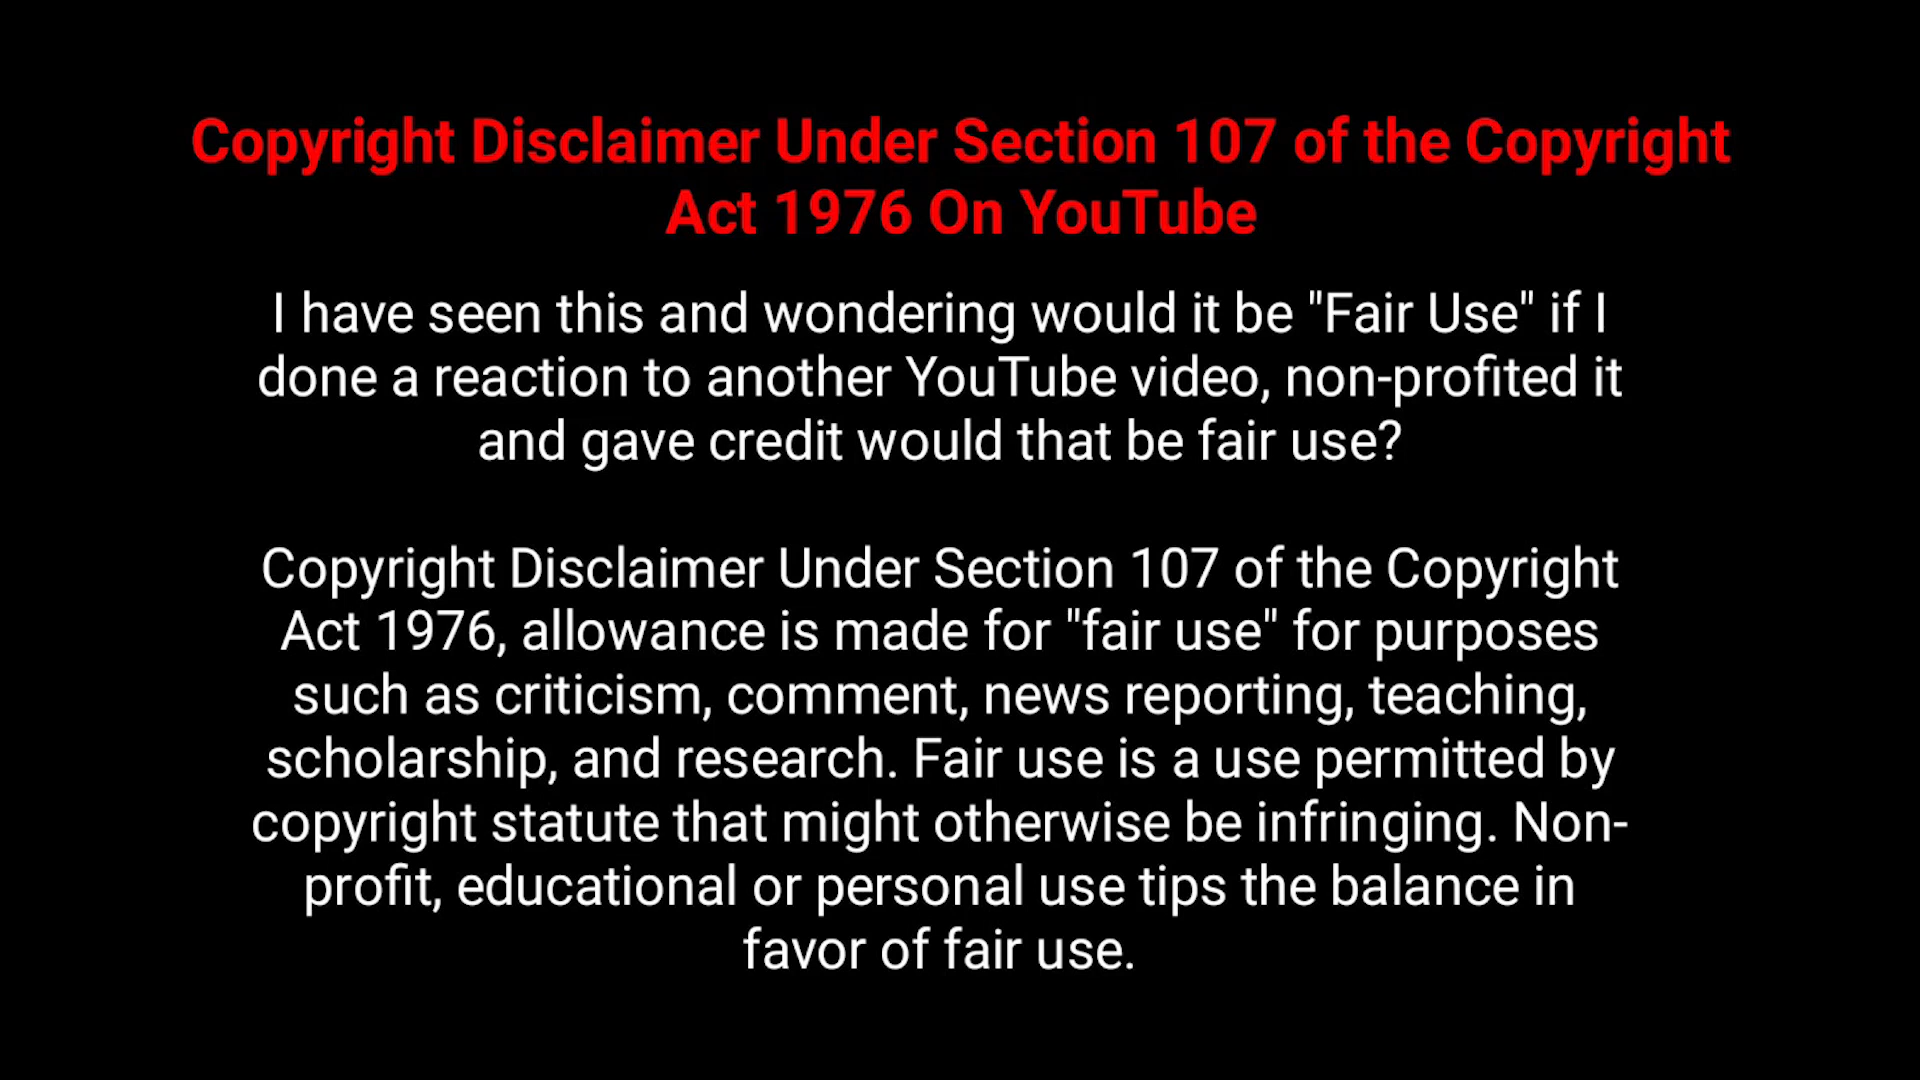 Copyright Disclaimer Under Section 107 of the Copyright
Act 1976 On YouTube
I have seen this and wondering would it be "Fair Use" if I
done a reaction to another YouTube video, non-profited it
and gave credit would that be fair use?
Copyright Disclaimer Under Section 107 of the Copyright
Act 1976, allowance is made for "fair use" for purposes
such as criticism, comment, news reporting, teaching,
scholarship, and research. Fair use is a use permitted by
copyright statute that might otherwise be infringing. Non-
profit, educational or personal use tips the balance in
favor of fair use.